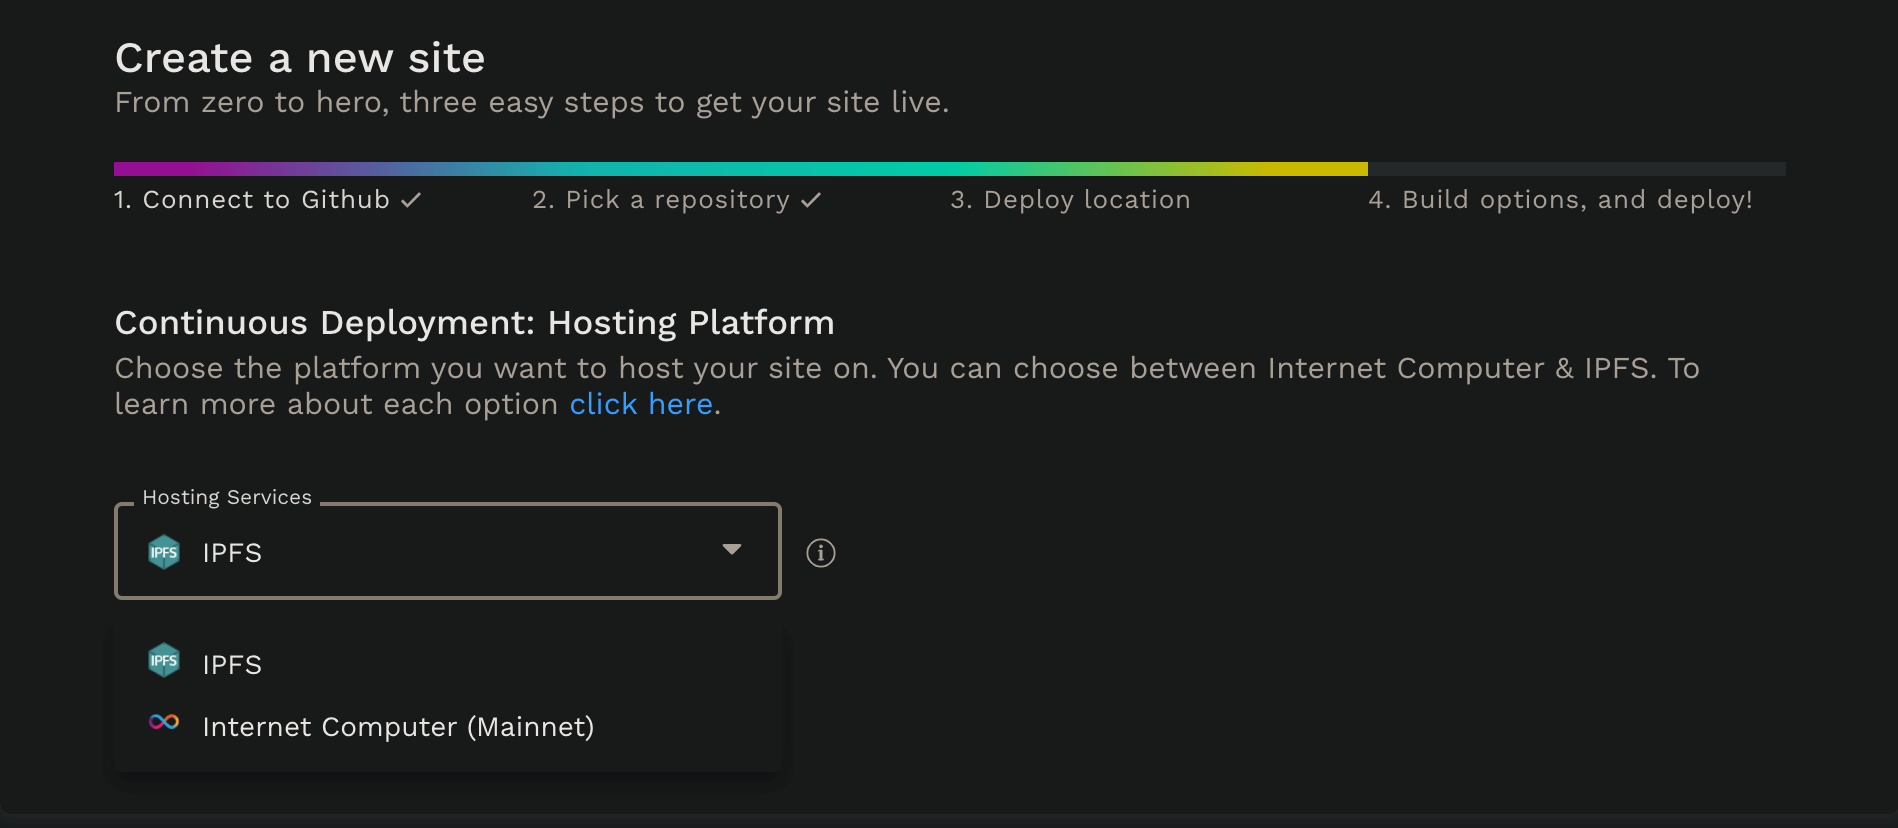 Create a new site
From zero to hero, three easy steps to get your site live.
1. Connect to Github ✓
2. Pick a repository ✓
3. Deploy location
4. Build options, and deploy!
Continuous Deployment: Hosting Platform
Choose the platform you want to host your site on. You can choose between Internet Computer & IPFS. To
learn more about each option click here.
Hosting Services
IPFS IPFS
IPFS IPFS
Internet Computer (Mainnet)